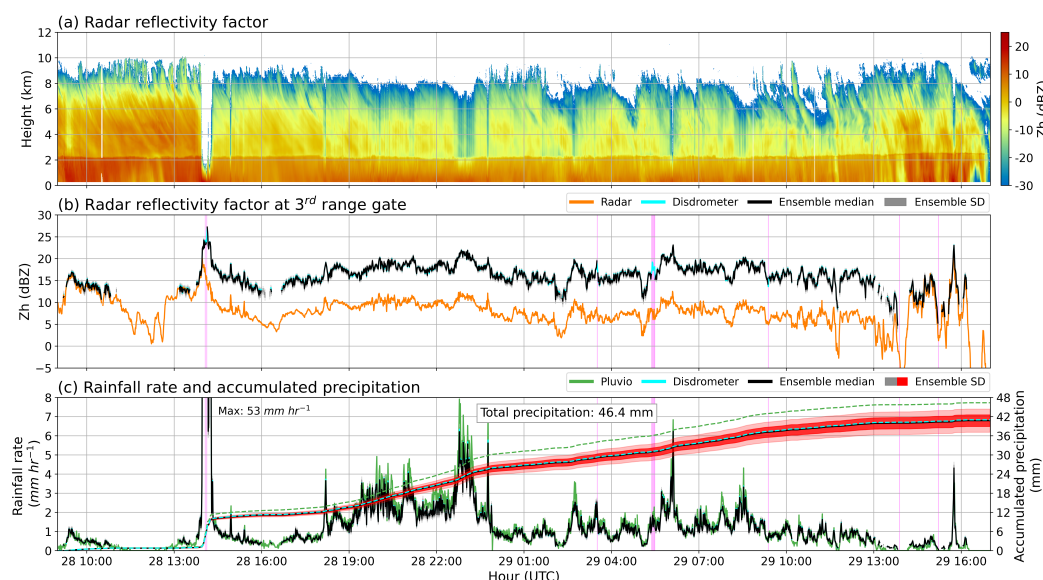 (a) Radar reflectivity factor
12
10
8
6
4
2
0
Height (km)
20
10
0
−10
−20
−30
Zh (dBZ)
(b) Radar reflectivity factor at 3rd range gate
Radar Disdrometer Ensemble median Ensemble SD
30
25
20
15
10
5
0
−5
Zh (dBZ)
(c) Rainfall rate and accumulated precipitation
Pluvio Disdrometer Ensemble median Ensemble SD
Max: 53 mm hr−1
Total precipitation: 46.4 mm
8
7
6
5
4
3
2
1
0
Rainfall rate
(mm hr−1)
48
42
36
30
24
18
12
6
0
Accumulated precipitation
(mm)
28 10:00 28 13:00 28 16:00 28 19:00 28 22:00 29 01:00 29 04:00 29 07:00 29 10:00 29 13:00 29 16:00
Hour (UTC)